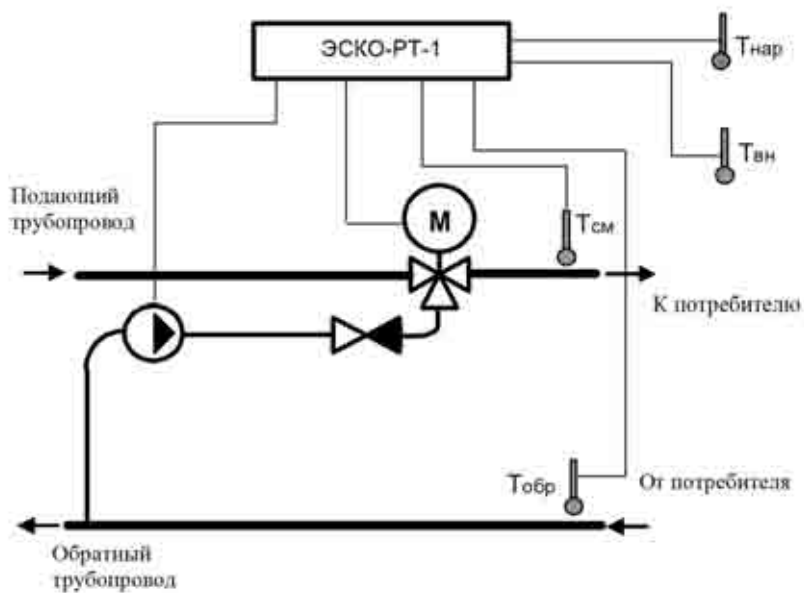 ЭСКО-РТ-1
Тнар
Твн
Подающий
трубопровод
М
Тсм
К потребителю
Тобр
От потребителя
Обратный
трубопровод